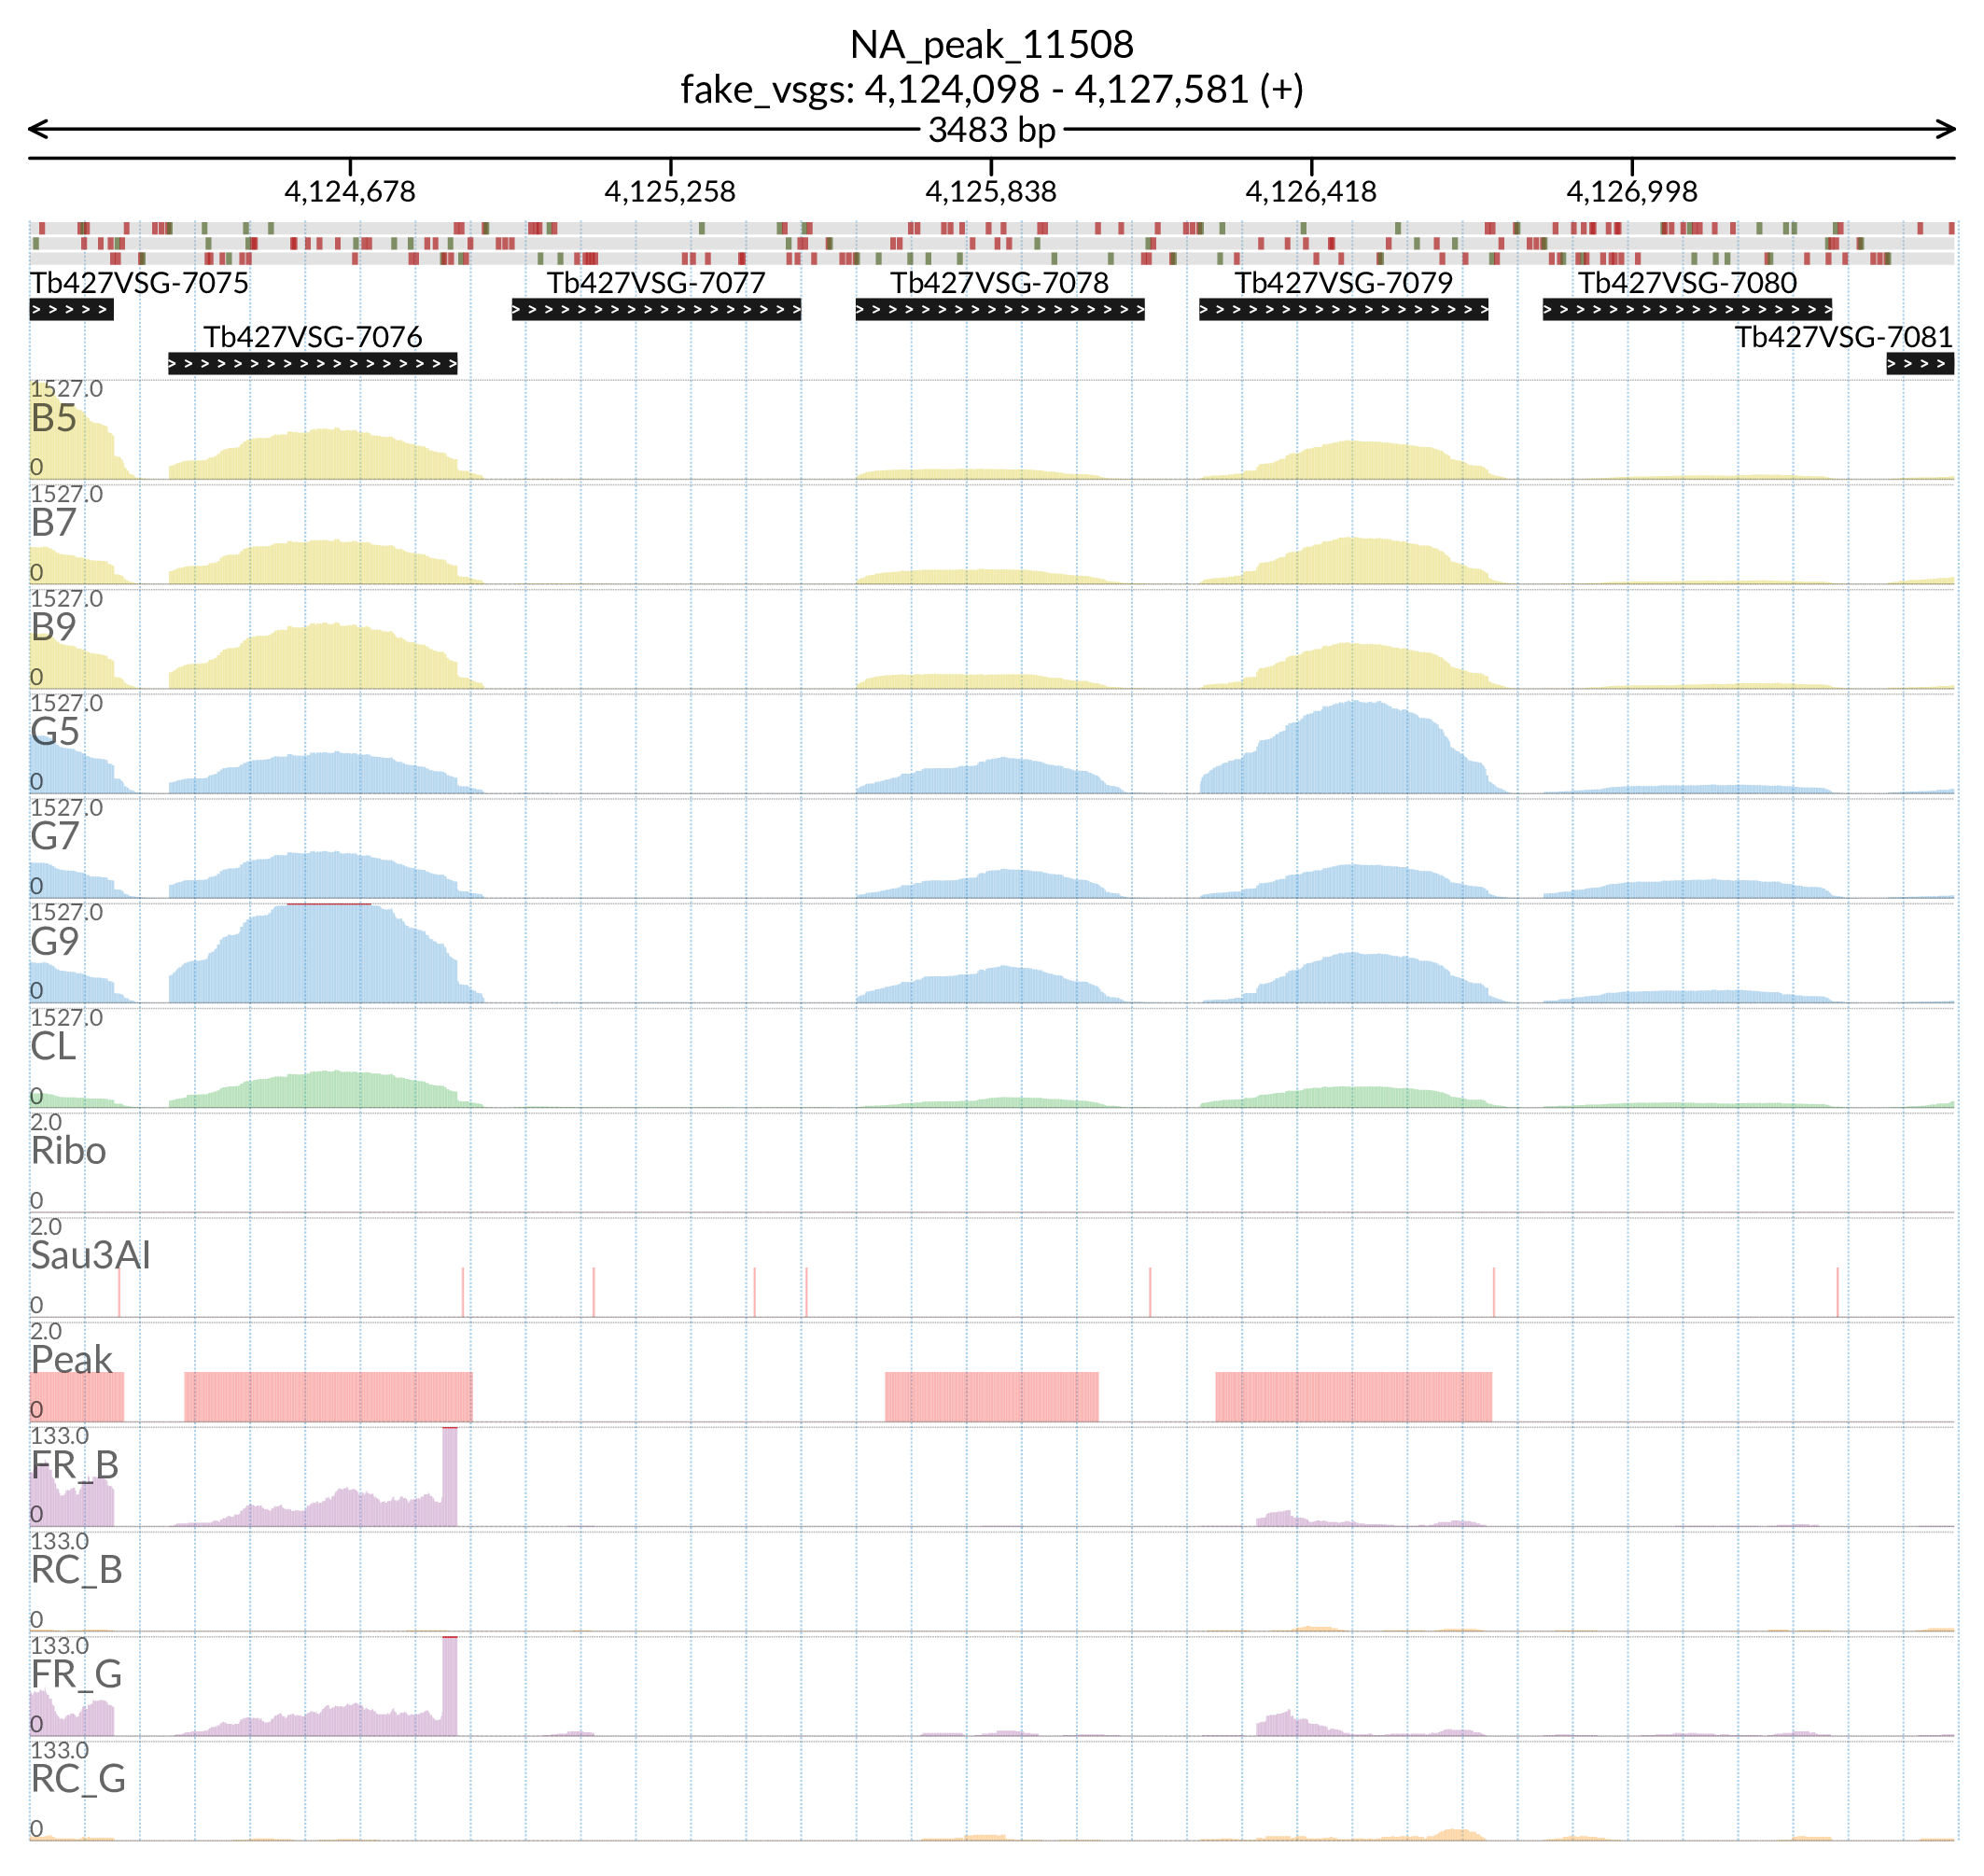 NA_peak_11508
fake_vsgs: 4,124,098 - 4,127,581 (+)
3483 bp
4,124,678 4,125,258 4,125,838 4,126,418 4,126,998
Tb427VSG-7075 Tb427VSG-7077 Tb427VSG-7078 Tb427VSG-7079 Tb427VSG-7080
Tb427VSG-7076 Tb427VSG-7081
1527.0
B5
0
1527.0
B7
0
1527.0
B9
0
1527.0
G5
0
1527.0
G7
0
1527.0
G9
0
1527.0
CL
0
2.0
Ribo
0
2.0
Sau3AI
0
2.0
Peak
0
133.0
FR_B
0
133.0
RC_B
0
133.0
FR_G
0
133.0
RC_G
0